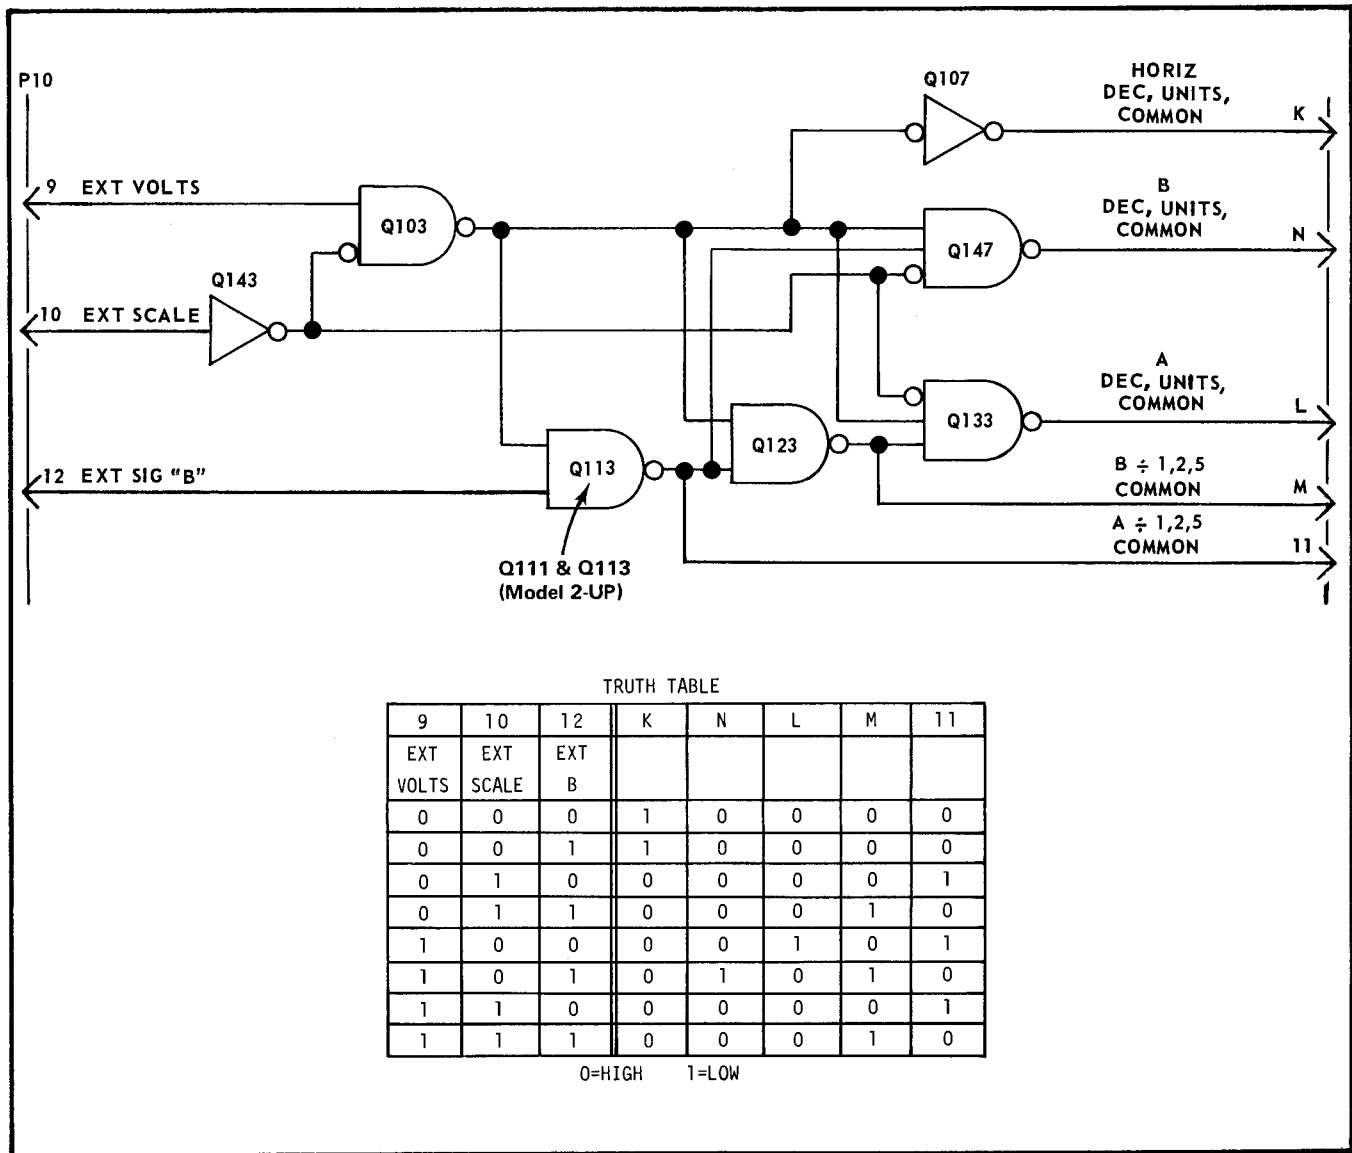 P10
Q107
HORIZ
DEC, UNITS,
COMMON
K
9 EXT VOLTS
Q103
B
DEC, UNITS,
COMMON
N
Q147
Q143
10 EXT SCALE
A
DEC, UNITS,
COMMON
L
Q133
Q123
12 EXT SIG "B"
Q113
B ÷ 1,2,5
COMMON
M
A ÷ 1,2,5
COMMON
11
Q111 & Q113
(Model 2-UP)
TRUTH TABLE
9 10 12 K N L M 11
EXT EXT EXT
VOLTS SCALE B
0 0 0 1 0 0 0 0
0 0 1 1 0 0 0 0
0 1 0 0 0 0 0 1
0 1 1 0 0 0 1 0
1 0 0 0 0 1 0 1
1 0 1 0 1 0 1 0
1 1 0 0 0 0 0 1
1 1 1 0 0 0 1 0
0=HIGH 1=LOW